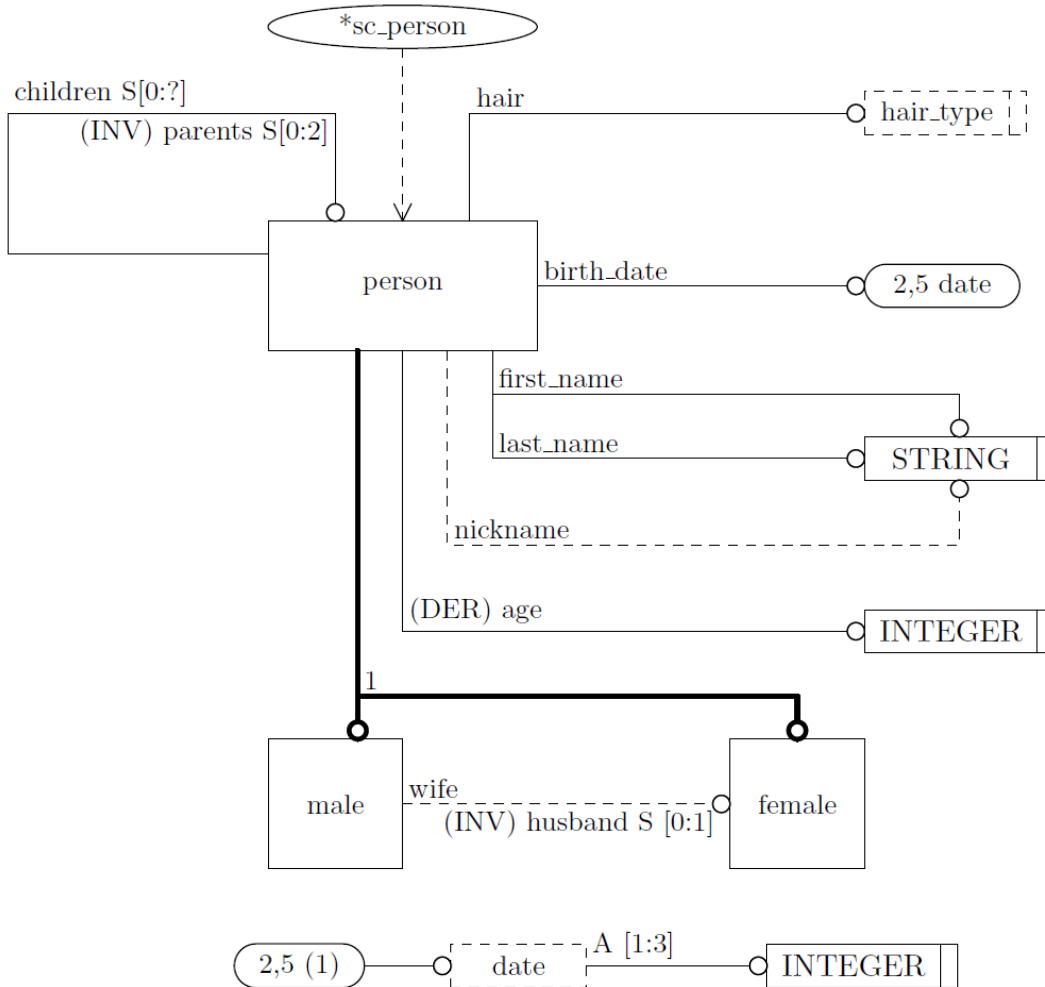 *sc_person
children S[0:?]
(INV) parents S[0:2]
hair
hair_type
person
birth_date
2,5 date
first_name
last_name
STRING
nickname
(DER) age
INTEGER
1
male
wife
(INV) husband S [0:1]
female
2,5 (1)
date
A [1:3]
INTEGER